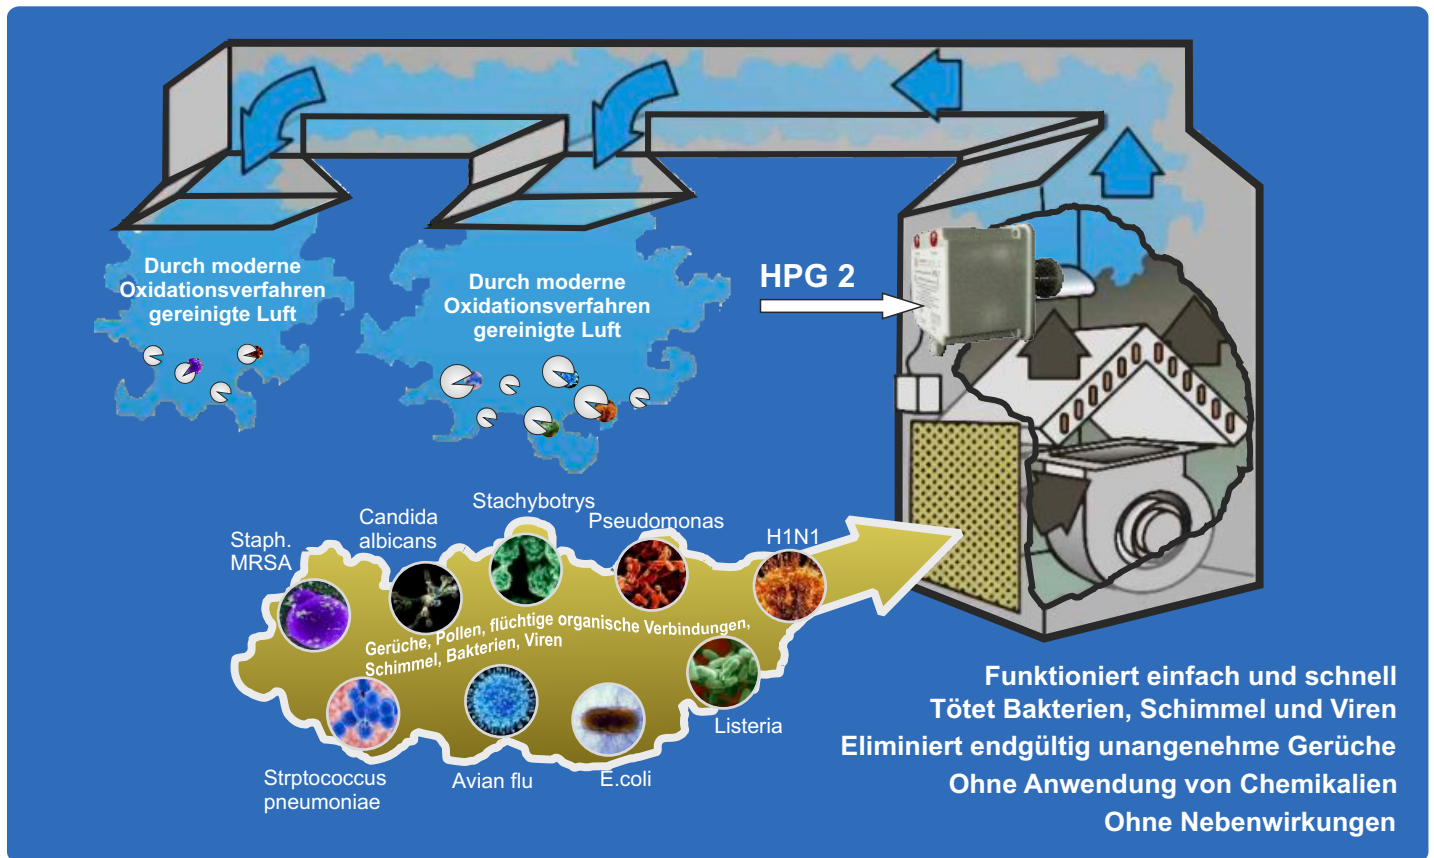 Durch moderne
Oxidationsverfahren
gereinigte Luft
Durch moderne
Oxidationsverfahren
gereinigte Luft
HPG 2
Stachybotrys
Candida
albicans
Pseudomonas
Staph.
MRSA
H1N1
Gerüche, Pollen, flüchtige organische Verbindungen,
Schimmel, Bakterien, Viren
Listeria
Strptococcus
pneumoniae
Avian flu
E.coli
Funktioniert einfach und schnell
Tötet Bakterien, Schimmel und Viren
Eliminiert endgültig unangenehme Gerüche
Ohne Anwendung von Chemikalien
Ohne Nebenwirkungen